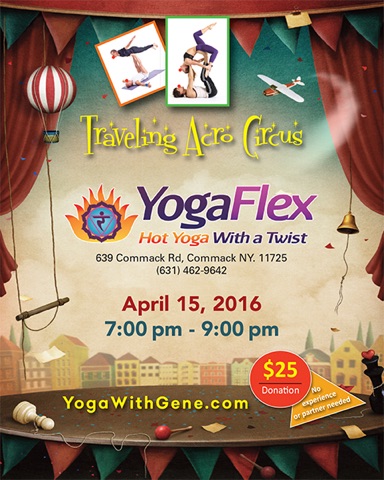 Traveling Acro Circus
YogaFlex
Hot Yoga With a Twist
639 Commack Rd, Commack NY. 11725
(631) 462-9642
April 15, 2016
7:00 pm - 9:00 pm
$25
Donation
No
experience
or partner needed
YogaWithGene.com